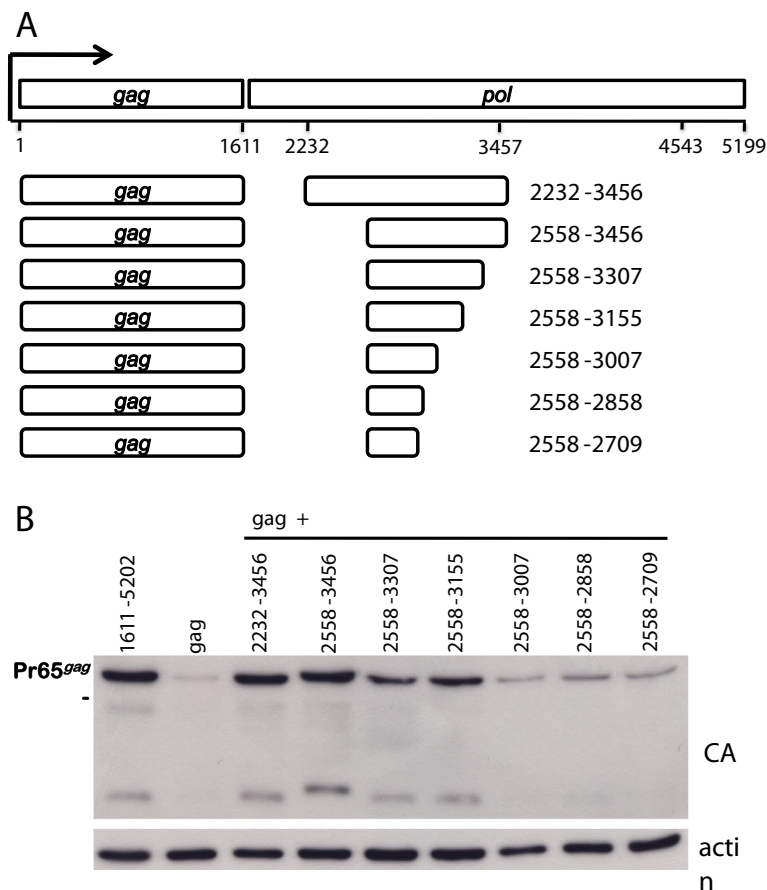 A
gag pol
1 1611 2232 3457 4543 5199
gag 2232 -3456
gag 2558 -3456
gag 2558 -3307
gag 2558 -3155
gag 2558 -3007
gag 2558 -2858
gag 2558 -2709
B
gag +
1611 -5202
gag
2232 -3456
2558 -3456
2558 -3307
2558 -3155
2558 -3007
2558 -2858
2558 -2709
Pr65gag
-
CA
acti
n